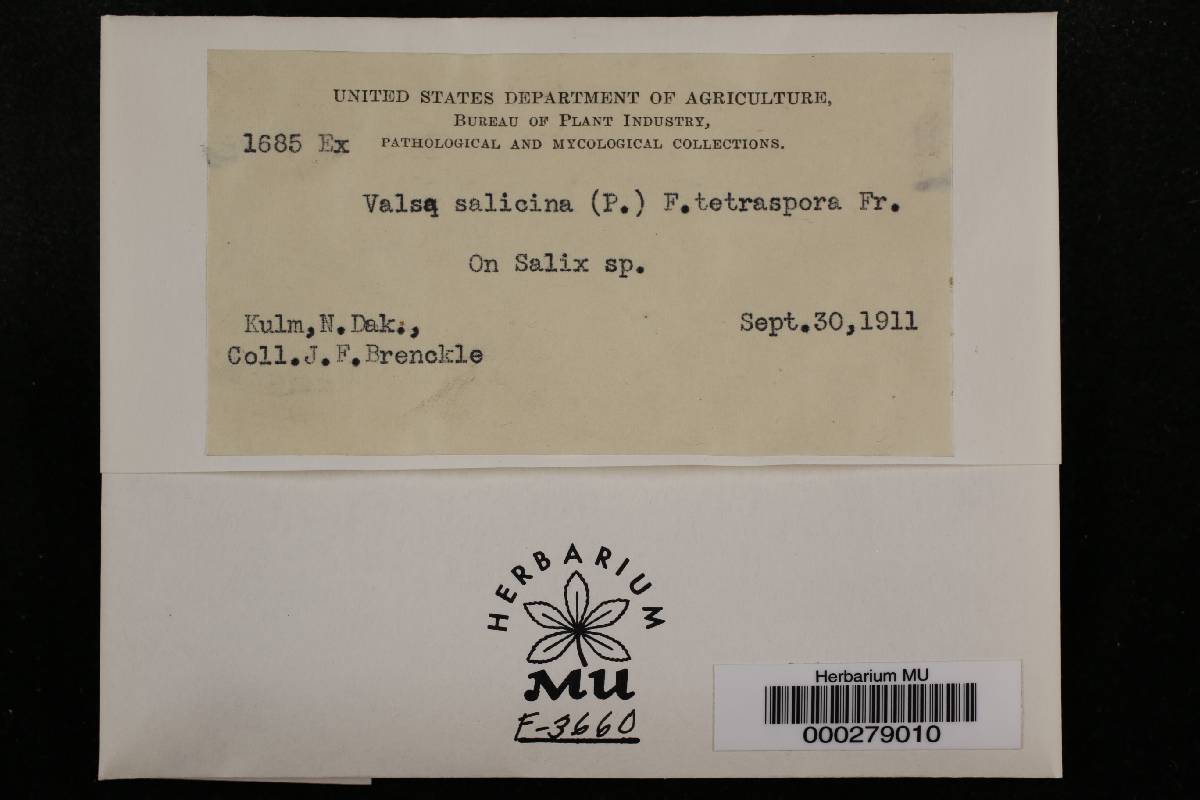 UNITED STATES DEPARTMENT OF AGRICULTURE,
BUREAU OF PLANT INDUSTRY,
1685 Ex PATHOLOGICAL AND MYCOLOGICAL COLLECTIONS.
Valsa salicina (P.) F.tetraspora Fr.
On Salix sp.
Kulm,N.Dak., Sept.30,1911
Coll.J.F.Brenckle
HERBARIUM
MU
F-3660
Herbarium MU
000279010